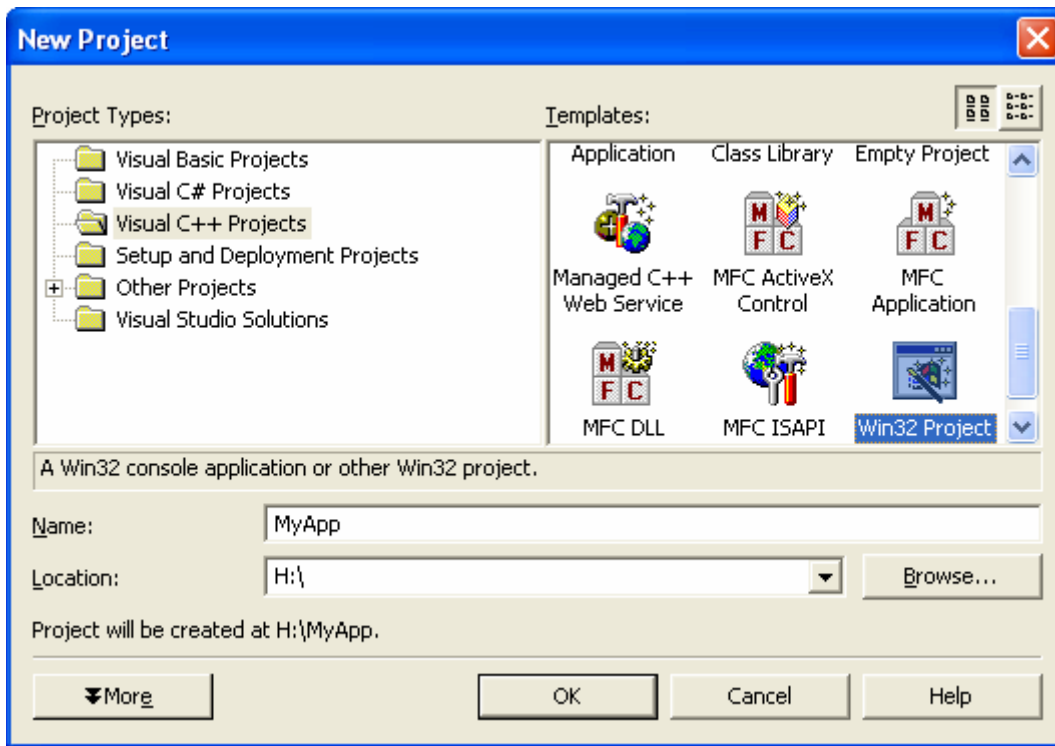 New Project
Project Types:
Templates:
Visual Basic Projects
Visual C# Projects
Visual C++ Projects
Setup and Deployment Projects
Other Projects
Visual Studio Solutions
Application Class Library Empty Project
M F C
M F C
Managed C++ MFC ActiveX MFC
Web Service Control Application
M F C
MFC DLL MFC ISAPI Win32 Project
A Win32 console application or other Win32 project.
Name: MyApp
Location: H:\ Browse...
Project will be created at H:\MyApp.
More OK Cancel Help